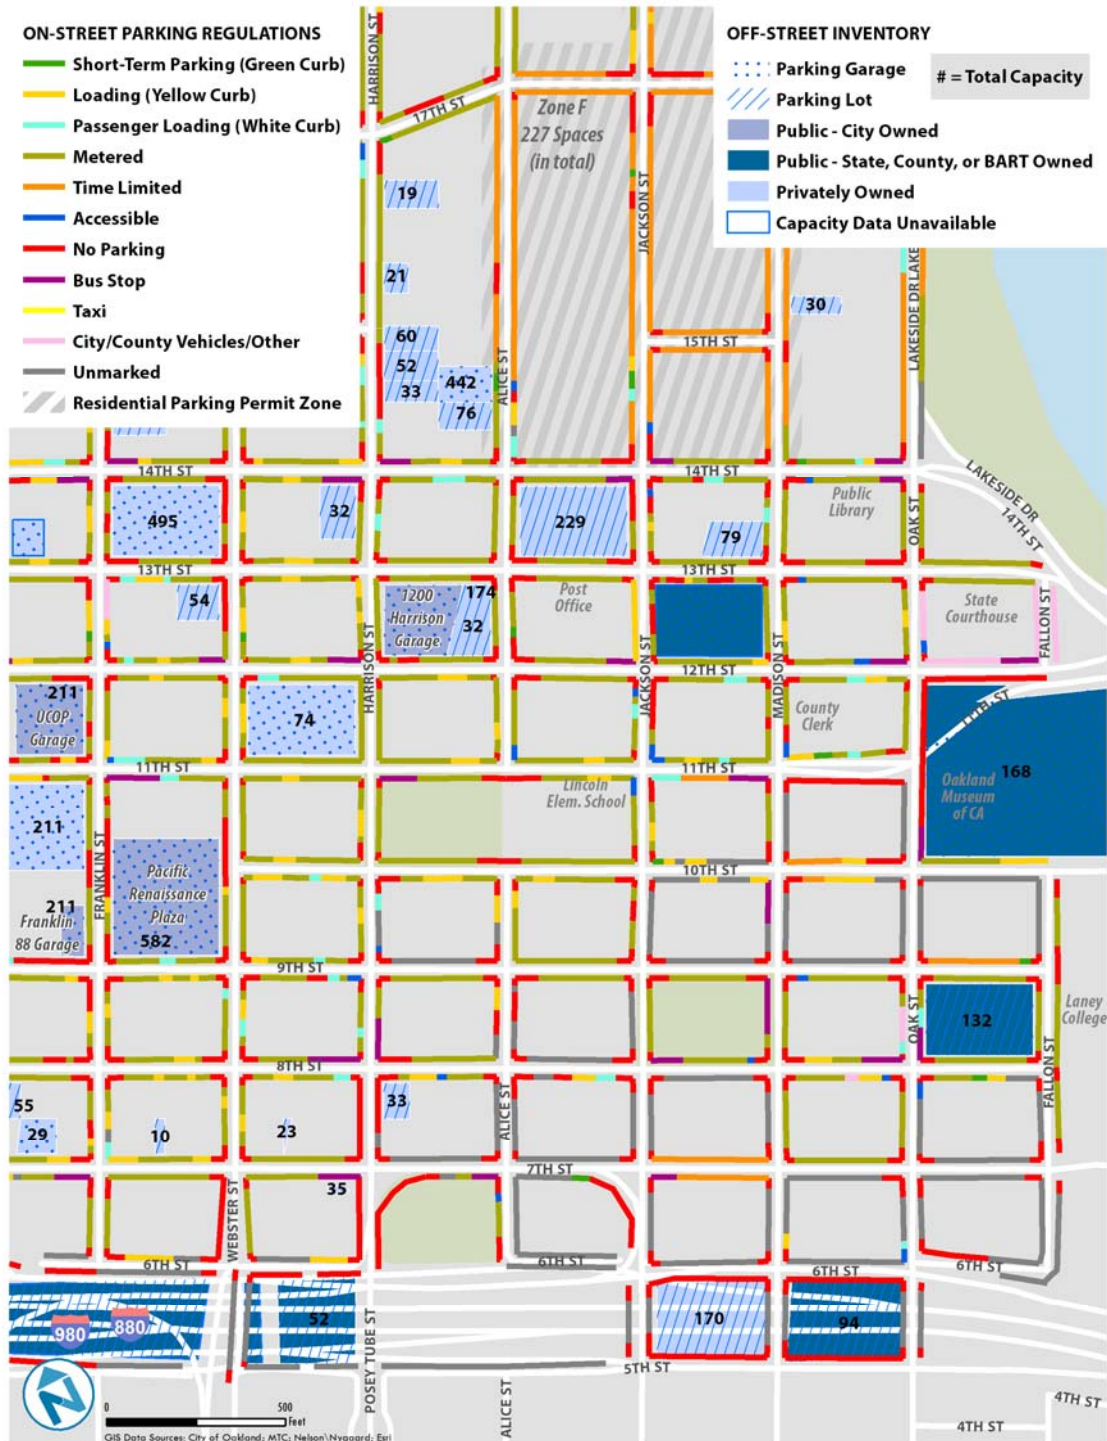 ON-STREET PARKING REGULATIONS
Short-Term Parking (Green Curb)
Loading (Yellow Curb)
Passenger Loading (White Curb)
Metered
Time Limited
Accessible
No Parking
Bus Stop
Taxi
City/County Vehicles/Other
Unmarked
Residential Parking Permit Zone
OFF-STREET INVENTORY
Parking Garage
# = Total Capacity
Parking Lot
Public - City Owned
Public - State, County, or BART Owned
Privately Owned
Capacity Data Unavailable
HARRISON ST
17TH ST
Zone F
227 Spaces
(in total)
JACKSON ST
19
21
30
LAKESIDE DR
LAKE
60
52
33
442
76
ALICE ST
15TH ST
14TH ST
14TH ST
LAKESIDE DR
14TH ST
495
32
229
79
Public
Library
OAK ST
13TH ST
13TH ST
54
1200
Harrison
Garage
174
32
Post
Office
State
Courthouse
FALLON ST
HARRISON ST
JACKSON ST
MADISON ST
12TH ST
211
UCOP
Garage
74
County
Clerk
11TH ST
11TH ST
11TH ST
168
Oakland
Museum
of CA
Lincoln
Elem. School
211
FRANKLIN ST
Pacific
Renaissance
Plaza
582
10TH ST
211
Franklin
88 Garage
9TH ST
OAK ST
132
Laney
College
8TH ST
FALLON ST
55
29
10
23
33
ALICE ST
7TH ST
35
WEBSTER ST
6TH ST
6TH ST
6TH ST
6TH ST
980
880
52
170
94
POSEY TUBE ST
5TH ST
ALICE ST
4TH ST
4TH ST
0
500
Feet
GIS Data Sources: City of Oakland; MTC; Nelson\Nygaard; Esri